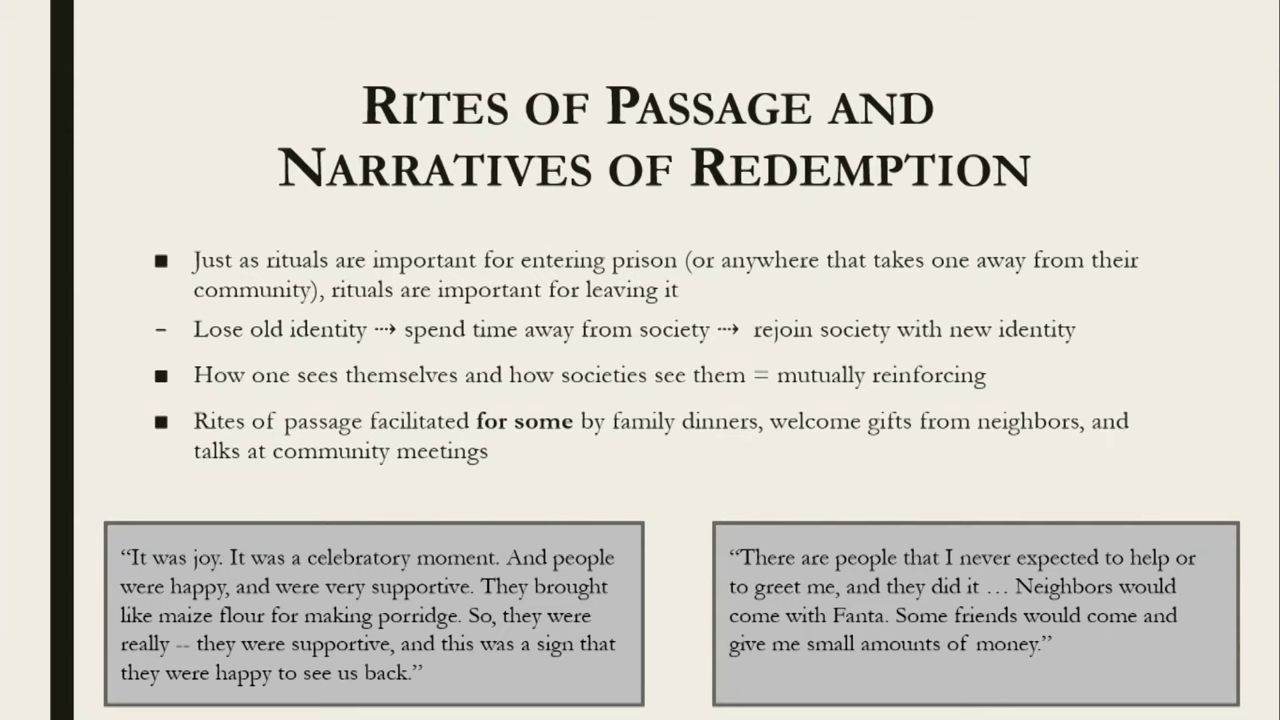 RITES OF PASSAGE AND
NARRATIVES OF REDEMPTION
■ Just as rituals are important for entering prison (or anywhere that takes one away from their
community), rituals are important for leaving it
– Lose old identity ⇢ spend time away from society ⇢ rejoin society with new identity
■ How one sees themselves and how societies see them = mutually reinforcing
■ Rites of passage facilitated for some by family dinners, welcome gifts from neighbors, and
talks at community meetings
“It was joy. It was a celebratory moment. And people
were happy, and were very supportive. They brought
like maize flour for making porridge. So, they were
really -- they were supportive, and this was a sign that
they were happy to see us back.”
“There are people that I never expected to help or
to greet me, and they did it … Neighbors would
come with Fanta. Some friends would come and
give me small amounts of money.”